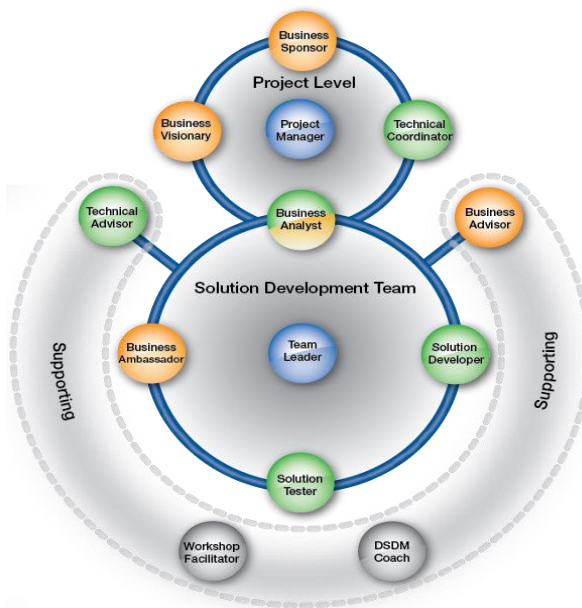 Business
Sponsor
Project Level
Business
Visionary
Project
Manager
Technical
Coordinator
Technical
Advisor
Business
Analyst
Business
Advisor
Solution Development Team
Business
Ambassador
Team
Leader
Solution
Developer
Supporting
Supporting
Solution
Tester
Workshop
Facilitator
DSDM
Coach